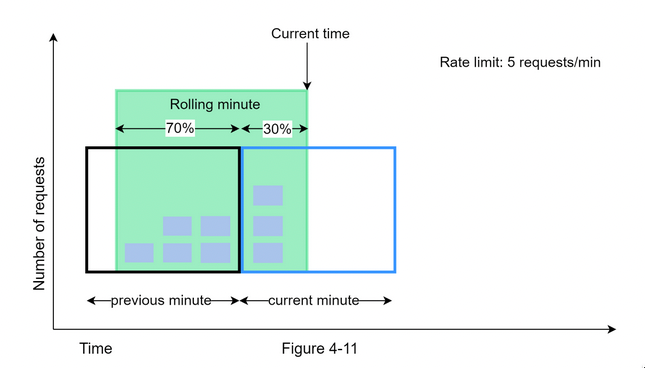 Current time
Rate limit: 5 requests/min
Rolling minute
70%
30%
Number of requests
previous minute
current minute
Time
Figure 4-11